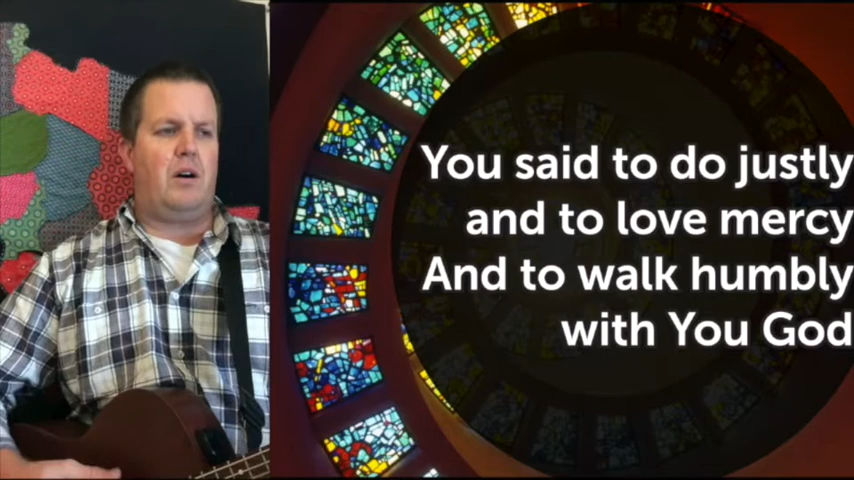 You said to do justly
and to love mercy
And to walk humbly
with You God